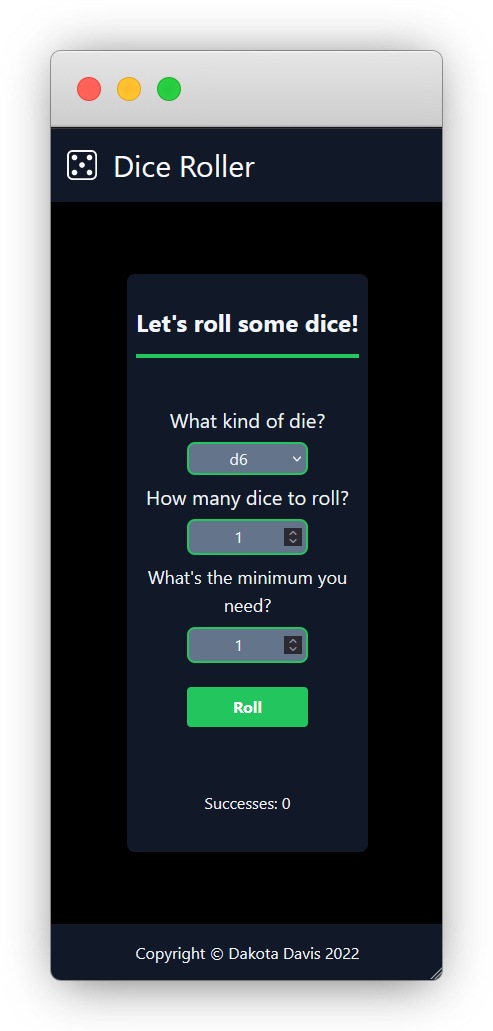 Dice Roller
Let's roll some dice!
What kind of die?
d6
How many dice to roll?
1
What's the minimum you
need?
1
Roll
Successes: 0
Copyright © Dakota Davis 2022